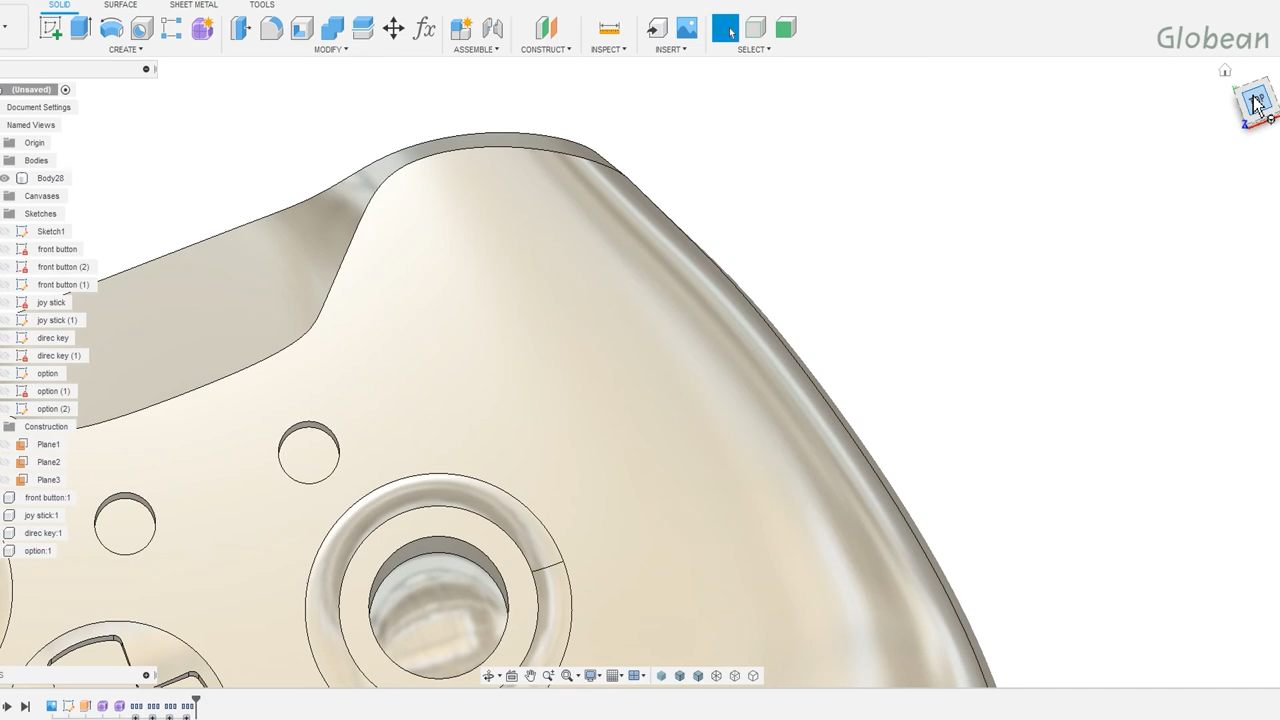 SOLID SURFACE SHEET METAL TOOLS
CREATE MODIFY ASSEMBLE CONSTRUCT INSPECT INSERT SELECT
fx
Globean
(Unsaved)
Document Settings
Named Views
Origin
Bodies
Body28
Canvases
Sketches
Sketch1
front button
front button (2)
front button (1)
joy stick
joy stick (1)
direc key
direc key (1)
option
option (1)
option (2)
Construction
Plane1
Plane2
Plane3
front button:1
joy stick:1
direc key:1
option:1